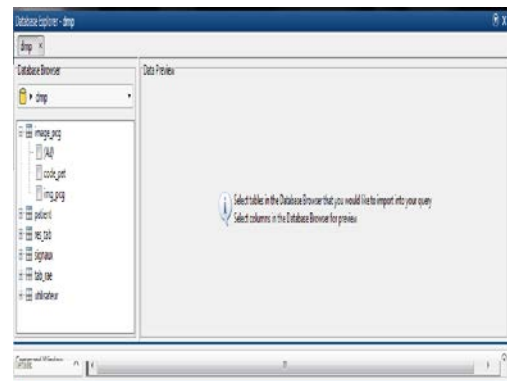 Database Explorer - dmp
dmp
Database Browser
Data Preview
dmp
image_pcg
(All)
code_pat
img_pcg
patient
res_tab
signaux
tab_rae
utilisateur
Select tables in the Database Browser that you would like to import into your query
Select columns in the Database Browser for preview